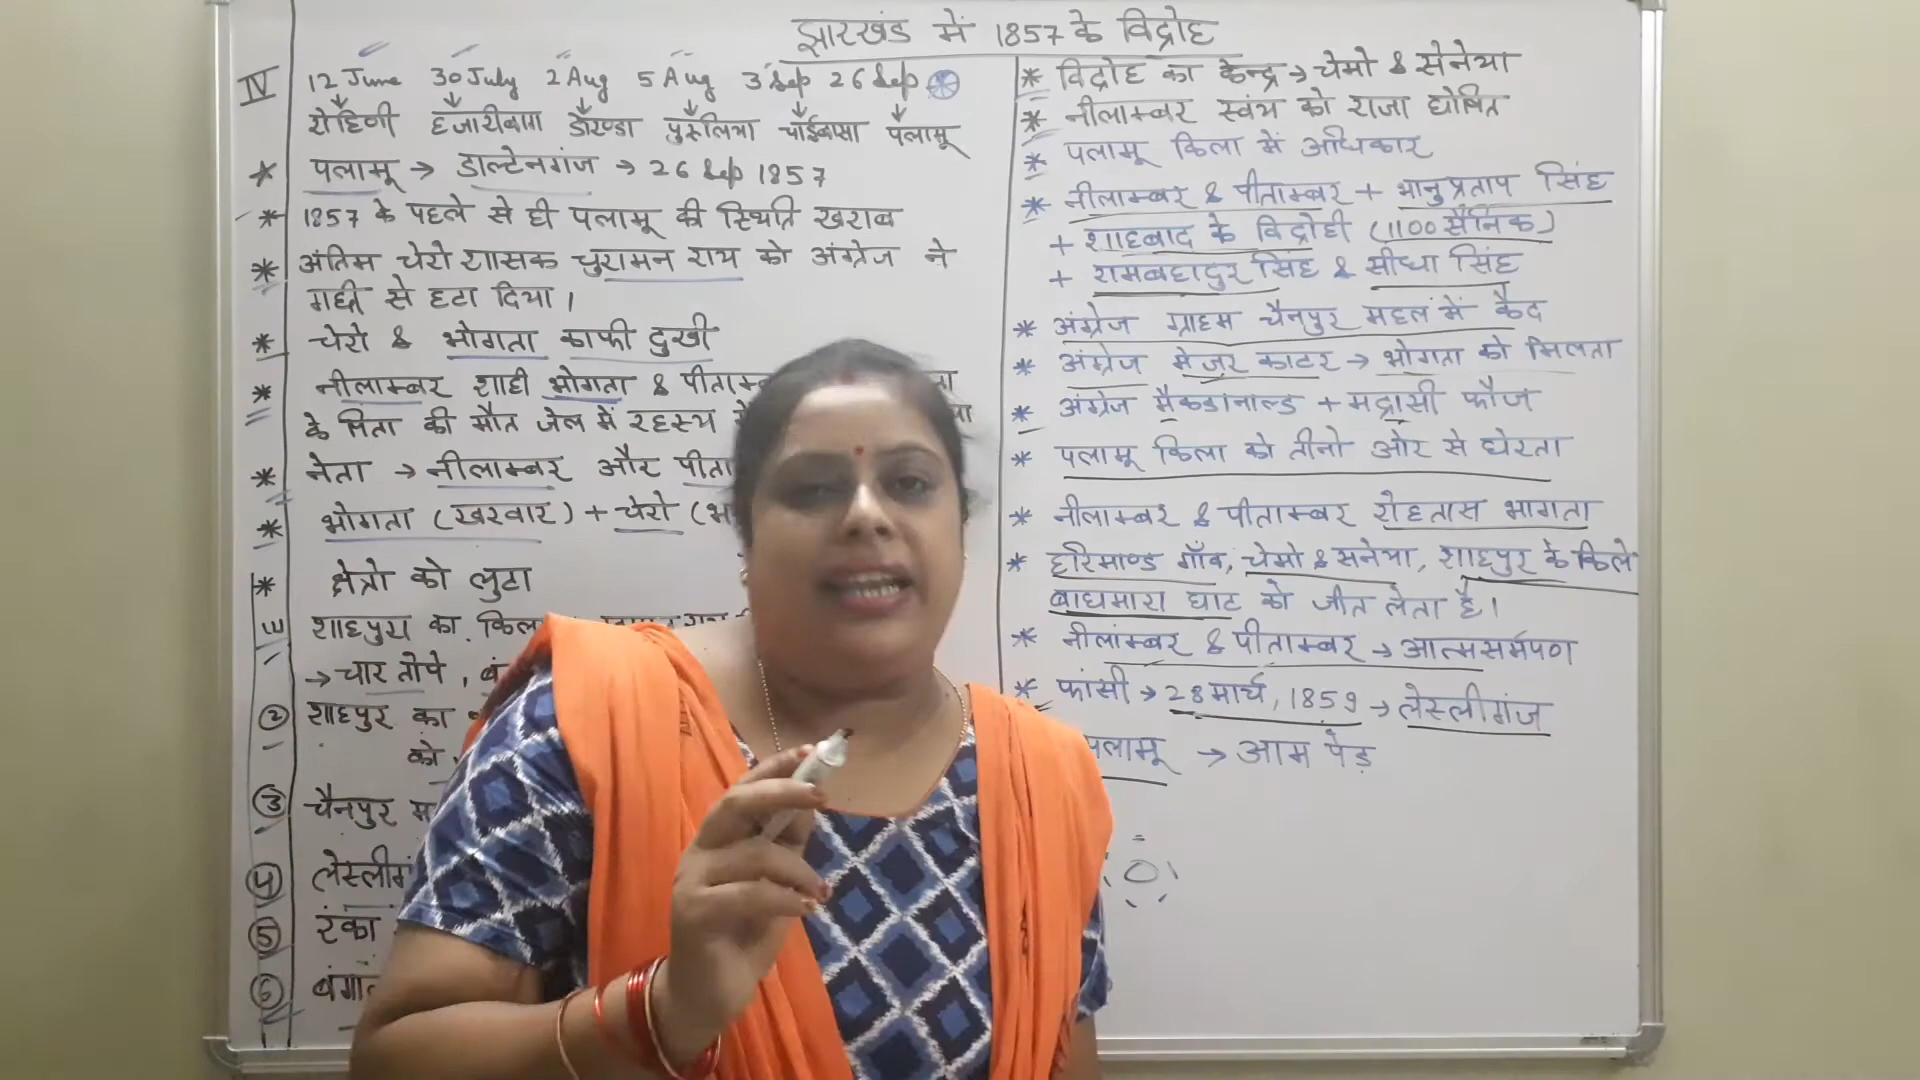 झारखंड में 1857 के विद्रोह
IV 12 June 30 July 2 Aug 5 Aug 3 Sep 26 Sep
रोहिणी हजारीबाग डोरण्डा पुरुलिया चाईबासा पलामू
* पलामू → डाल्टेनगंज → 26 Sep 1857
* 1857 के पहले से ही पलामू की स्थिति खराब
* अंतिम चेरो शासक चुरामन राय को अंग्रेज ने
गद्दी से हटा दिया।
* चेरो & भोगता काफी दुखी
* नीलाम्बर शाही भोगता & पीताम्ब
के पिता की मौत जेल में रहस्य
* नेता → नीलाम्बर और पीता
* भोगता (खरवार) + चेरो (
* क्षेत्रो को लुटा
शाहपुरा का किल
→ चार तोपे,
② शाहपुर का
को
③ चैनपुर म
④ लेस्लीगं
⑤ रंका
⑥ बंगा
* विद्रोह का केन्द्र → चेमो & सेनेया
* नीलाम्बर स्वंय को राजा घोषित
* पलामू किला में अधिकार
* नीलाम्बर & पीताम्बर + भानुप्रताप सिंह
+ शाहबाद के विद्रोही (1100 सैनिक)
+ रामबहादुर सिंह & सीधा सिंह
* अंग्रेज ग्राहम चैनपुर महल में कैद
* अंग्रेज मेजर काटर → भोगता को मिलता
* अंग्रेज मैकडानाल्ड + मद्रासी फौज
* पलामू किला को तीनो ओर से घेरता
* नीलाम्बर & पीताम्बर रोहतास भागता
* हरिमाण्ड गाँव, चेमो & सनेया, शाहपुर के किले
बाघमारा घाट को जीत लेता है।
* नीलाम्बर & पीताम्बर → आत्मसर्मपण
* फांसी → 28 मार्च, 1859 → लेस्लीगंज
पलामू → आम पेड़